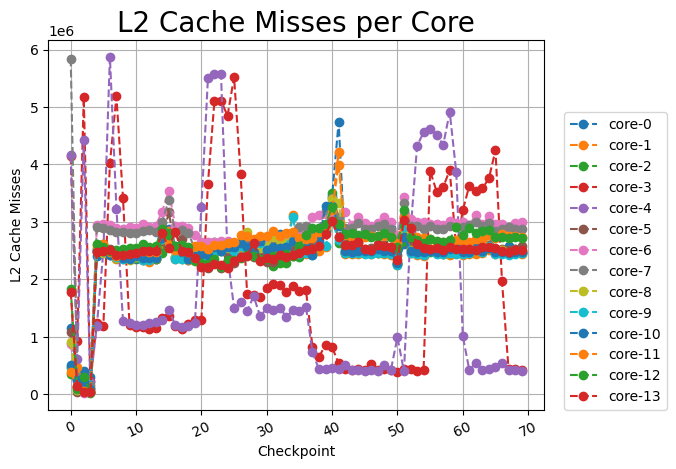 L2 Cache Misses per Core
1e6
6
5
4
3
2
1
0
L2 Cache Misses
0
10
20
30
40
50
60
70
Checkpoint
core-0
core-1
core-2
core-3
core-4
core-5
core-6
core-7
core-8
core-9
core-10
core-11
core-12
core-13